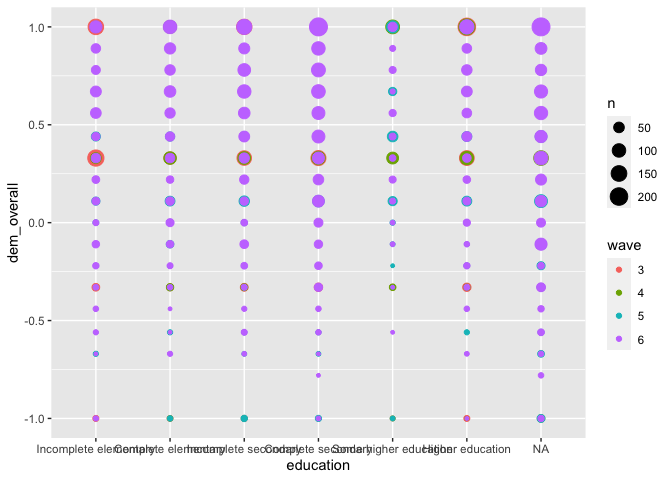 1.0
0.5
0.0
-0.5
-1.0
dem_overall
Incomplete elementary Complete elementary Incomplete secondary Complete secondary Some higher education Higher education NA
education
n
50
100
150
200
wave
3
4
5
6